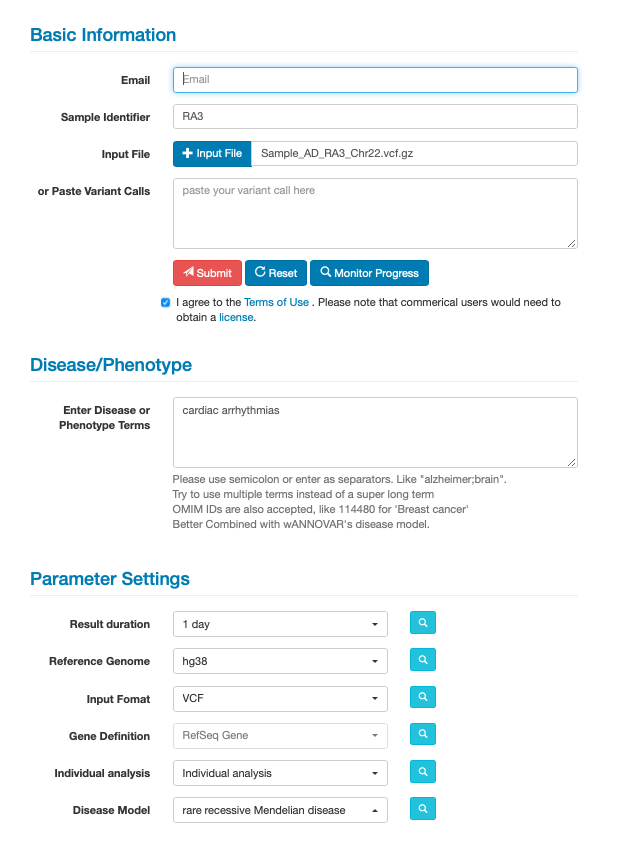 Basic Information
Email
Email
Sample Identifier
RA3
Input File
Input File
Sample_AD_RA3_Chr22.vcf.gz
or Paste Variant Calls
paste your variant call here
Submit
Reset
Monitor Progress
I agree to the Terms of Use . Please note that commerical users would need to
obtain a license.
Disease/Phenotype
Enter Disease or
Phenotype Terms
cardiac arrhythmias
Please use semicolon or enter as separators. Like "alzheimer;brain".
Try to use multiple terms instead of a super long term
OMIM IDs are also accepted, like 114480 for 'Breast cancer'
Better Combined with wANNOVAR's disease model.
Parameter Settings
Result duration
1 day
Reference Genome
hg38
Input Fomat
VCF
Gene Definition
RefSeq Gene
Individual analysis
Individual analysis
Disease Model
rare recessive Mendelian disease